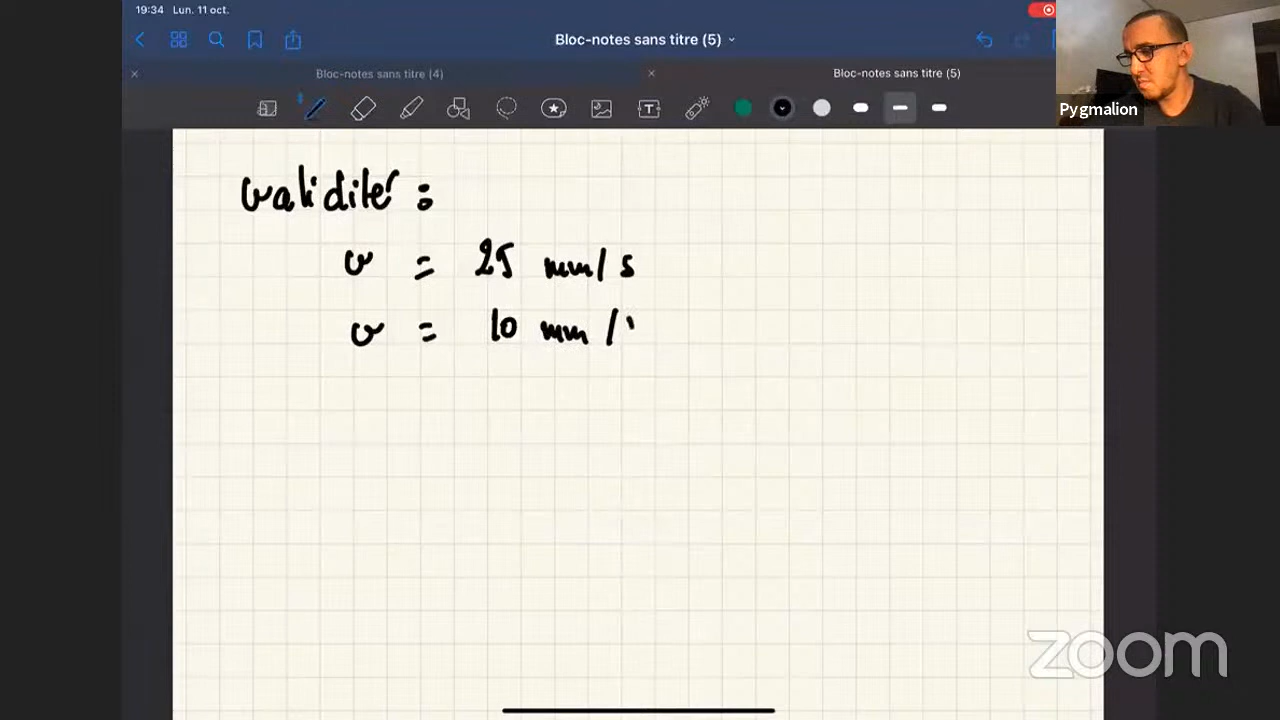 19:34 Lun. 11 oct.
Bloc-notes sans titre (5)
Bloc-notes sans titre (4)
Bloc-notes sans titre (5)
Pygmalion
validiter :
v = 25 mm/s
v = 10 mm/
zoom